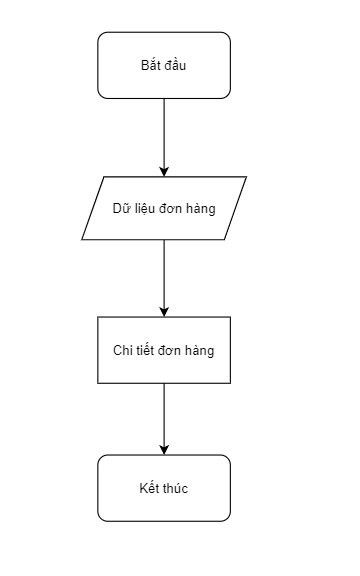 Bắt đầu
Dữ liệu đơn hàng
Chi tiết đơn hàng
Kết thúc